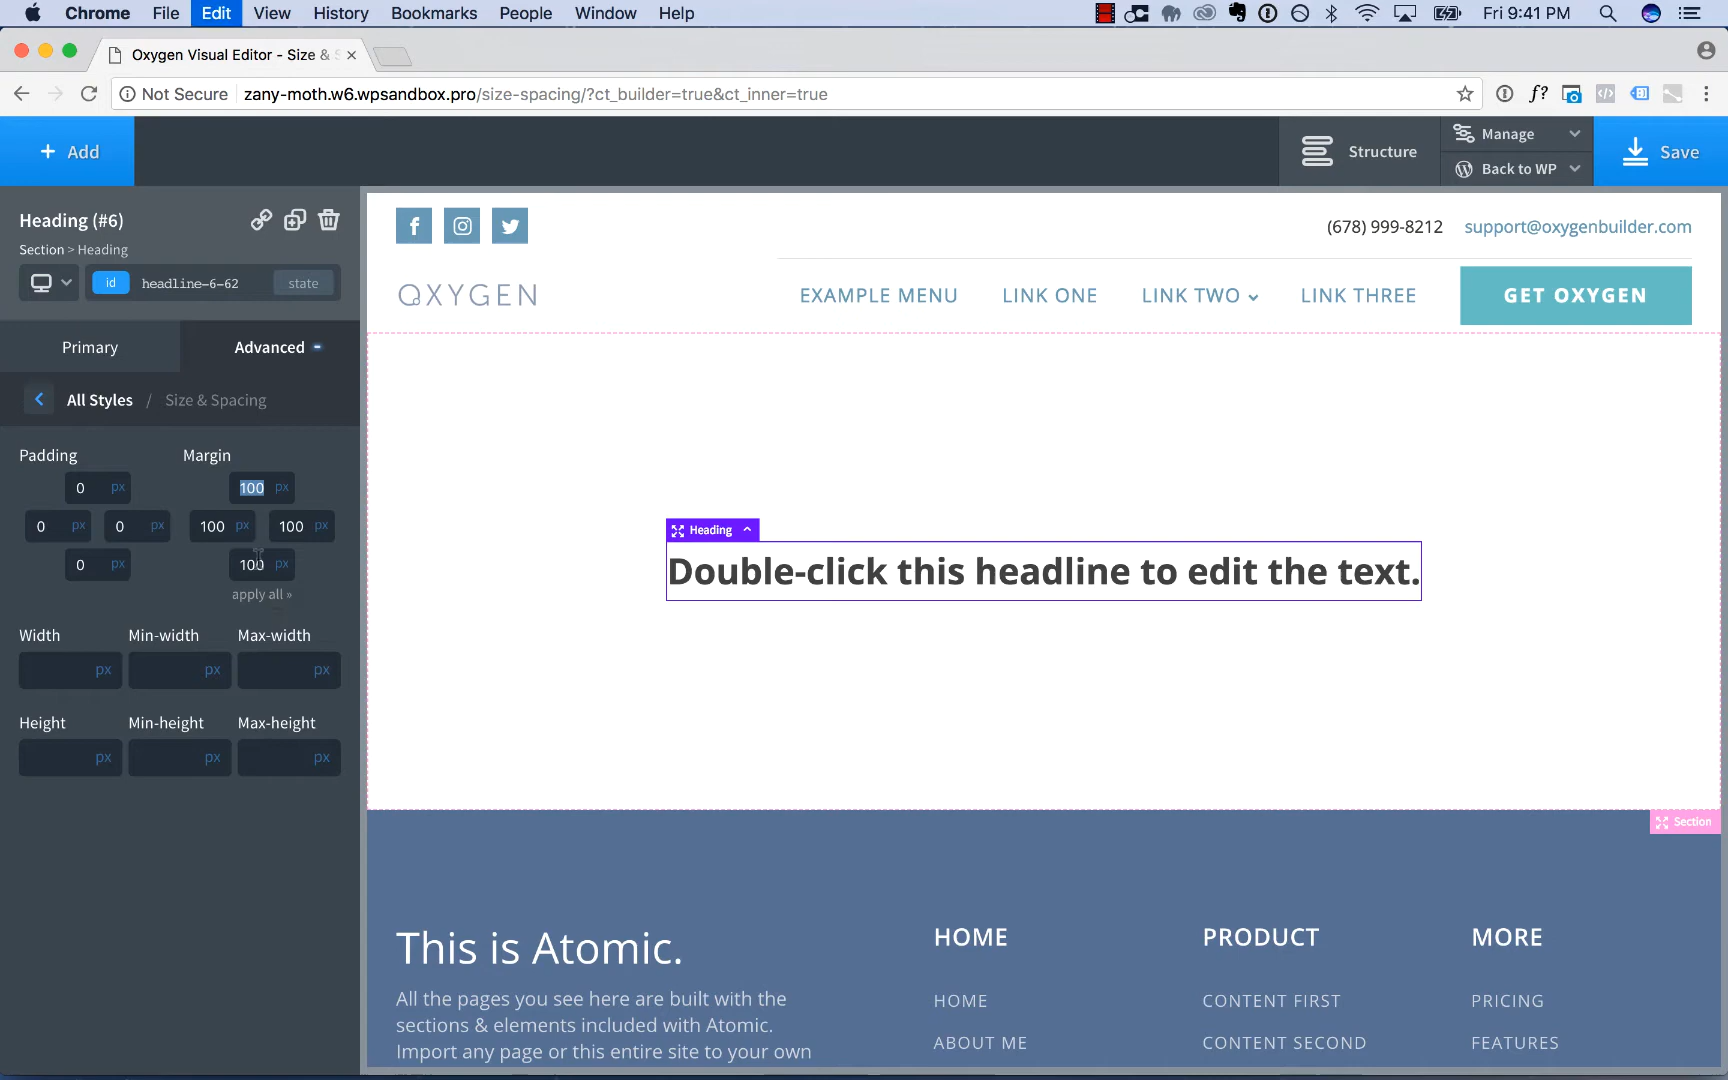 Chrome File Edit View History Bookmarks People Window Help Fri 9:41 PM
Oxygen Visual Editor - Size &
Not Secure zany-moth.w6.wpsandbox.pro/size-spacing/?ct_builder=true&ct_inner=true
+ Add
Structure
Manage
Back to WP
Save
Heading (#6)
Section > Heading
id headline-6-62 state
Primary Advanced
All Styles / Size & Spacing
Padding Margin
0 px 100 px
0 px 0 px 100 px 100 px
0 px 100 px
apply all »
Width Min-width Max-width
px px px
Height Min-height Max-height
px px px
(678) 999-8212 support@oxygenbuilder.com
OXYGEN
EXAMPLE MENU LINK ONE LINK TWO LINK THREE GET OXYGEN
Heading
Double-click this headline to edit the text.
Section
This is Atomic.
All the pages you see here are built with the
sections & elements included with Atomic.
Import any page or this entire site to your own
HOME
HOME
ABOUT ME
PRODUCT
CONTENT FIRST
CONTENT SECOND
MORE
PRICING
FEATURES